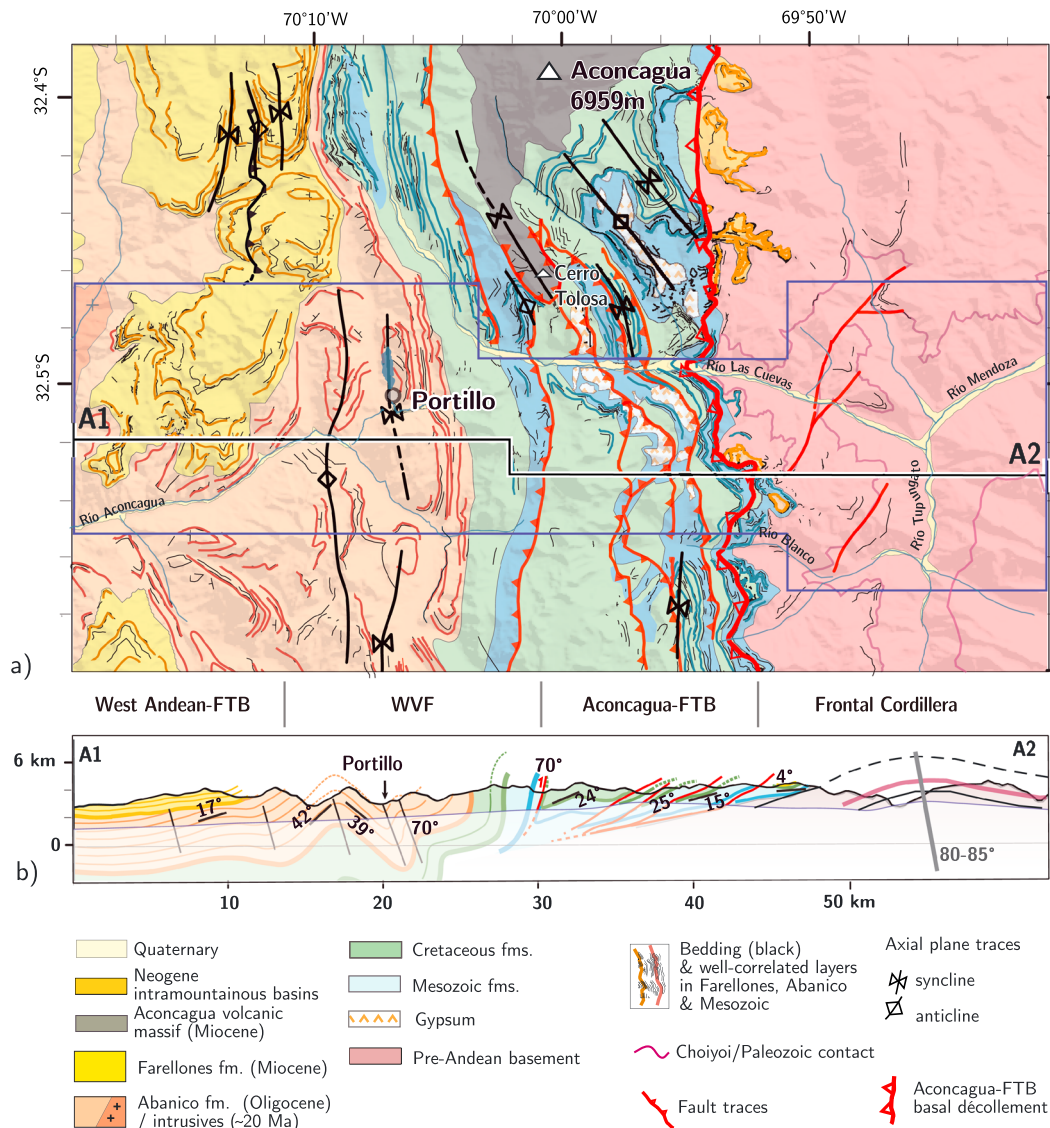 70°10'W
70°00'W
69°50'W
32.4°S
32.5°S
Aconcagua
6959m
Cerro
Tolosa
Portillo
Río Las Cuevas
Río Mendoza
A1
A2
Río Aconcagua
Río Blanco
Río Tupungato
a)
West Andean-FTB
WVF
Aconcagua-FTB
Frontal Cordillera
A1
A2
6 km
0
Portillo
17°
42°
39°
70°
70°
24°
25°
15°
4°
80-85°
b)
10
20
30
40
50 km
Quaternary
Neogene
intramountainous basins
Aconcagua volcanic
massif (Miocene)
Farellones fm. (Miocene)
Abanico fm. (Oligocene)
/ intrusives (~20 Ma)
Cretaceous fms.
Mesozoic fms.
Gypsum
Pre-Andean basement
Bedding (black)
& well-correlated layers
in Farellones, Abanico
& Mesozoic
Choiyoi/Paleozoic contact
Fault traces
Axial plane traces
syncline
anticline
Aconcagua-FTB
basal décollement